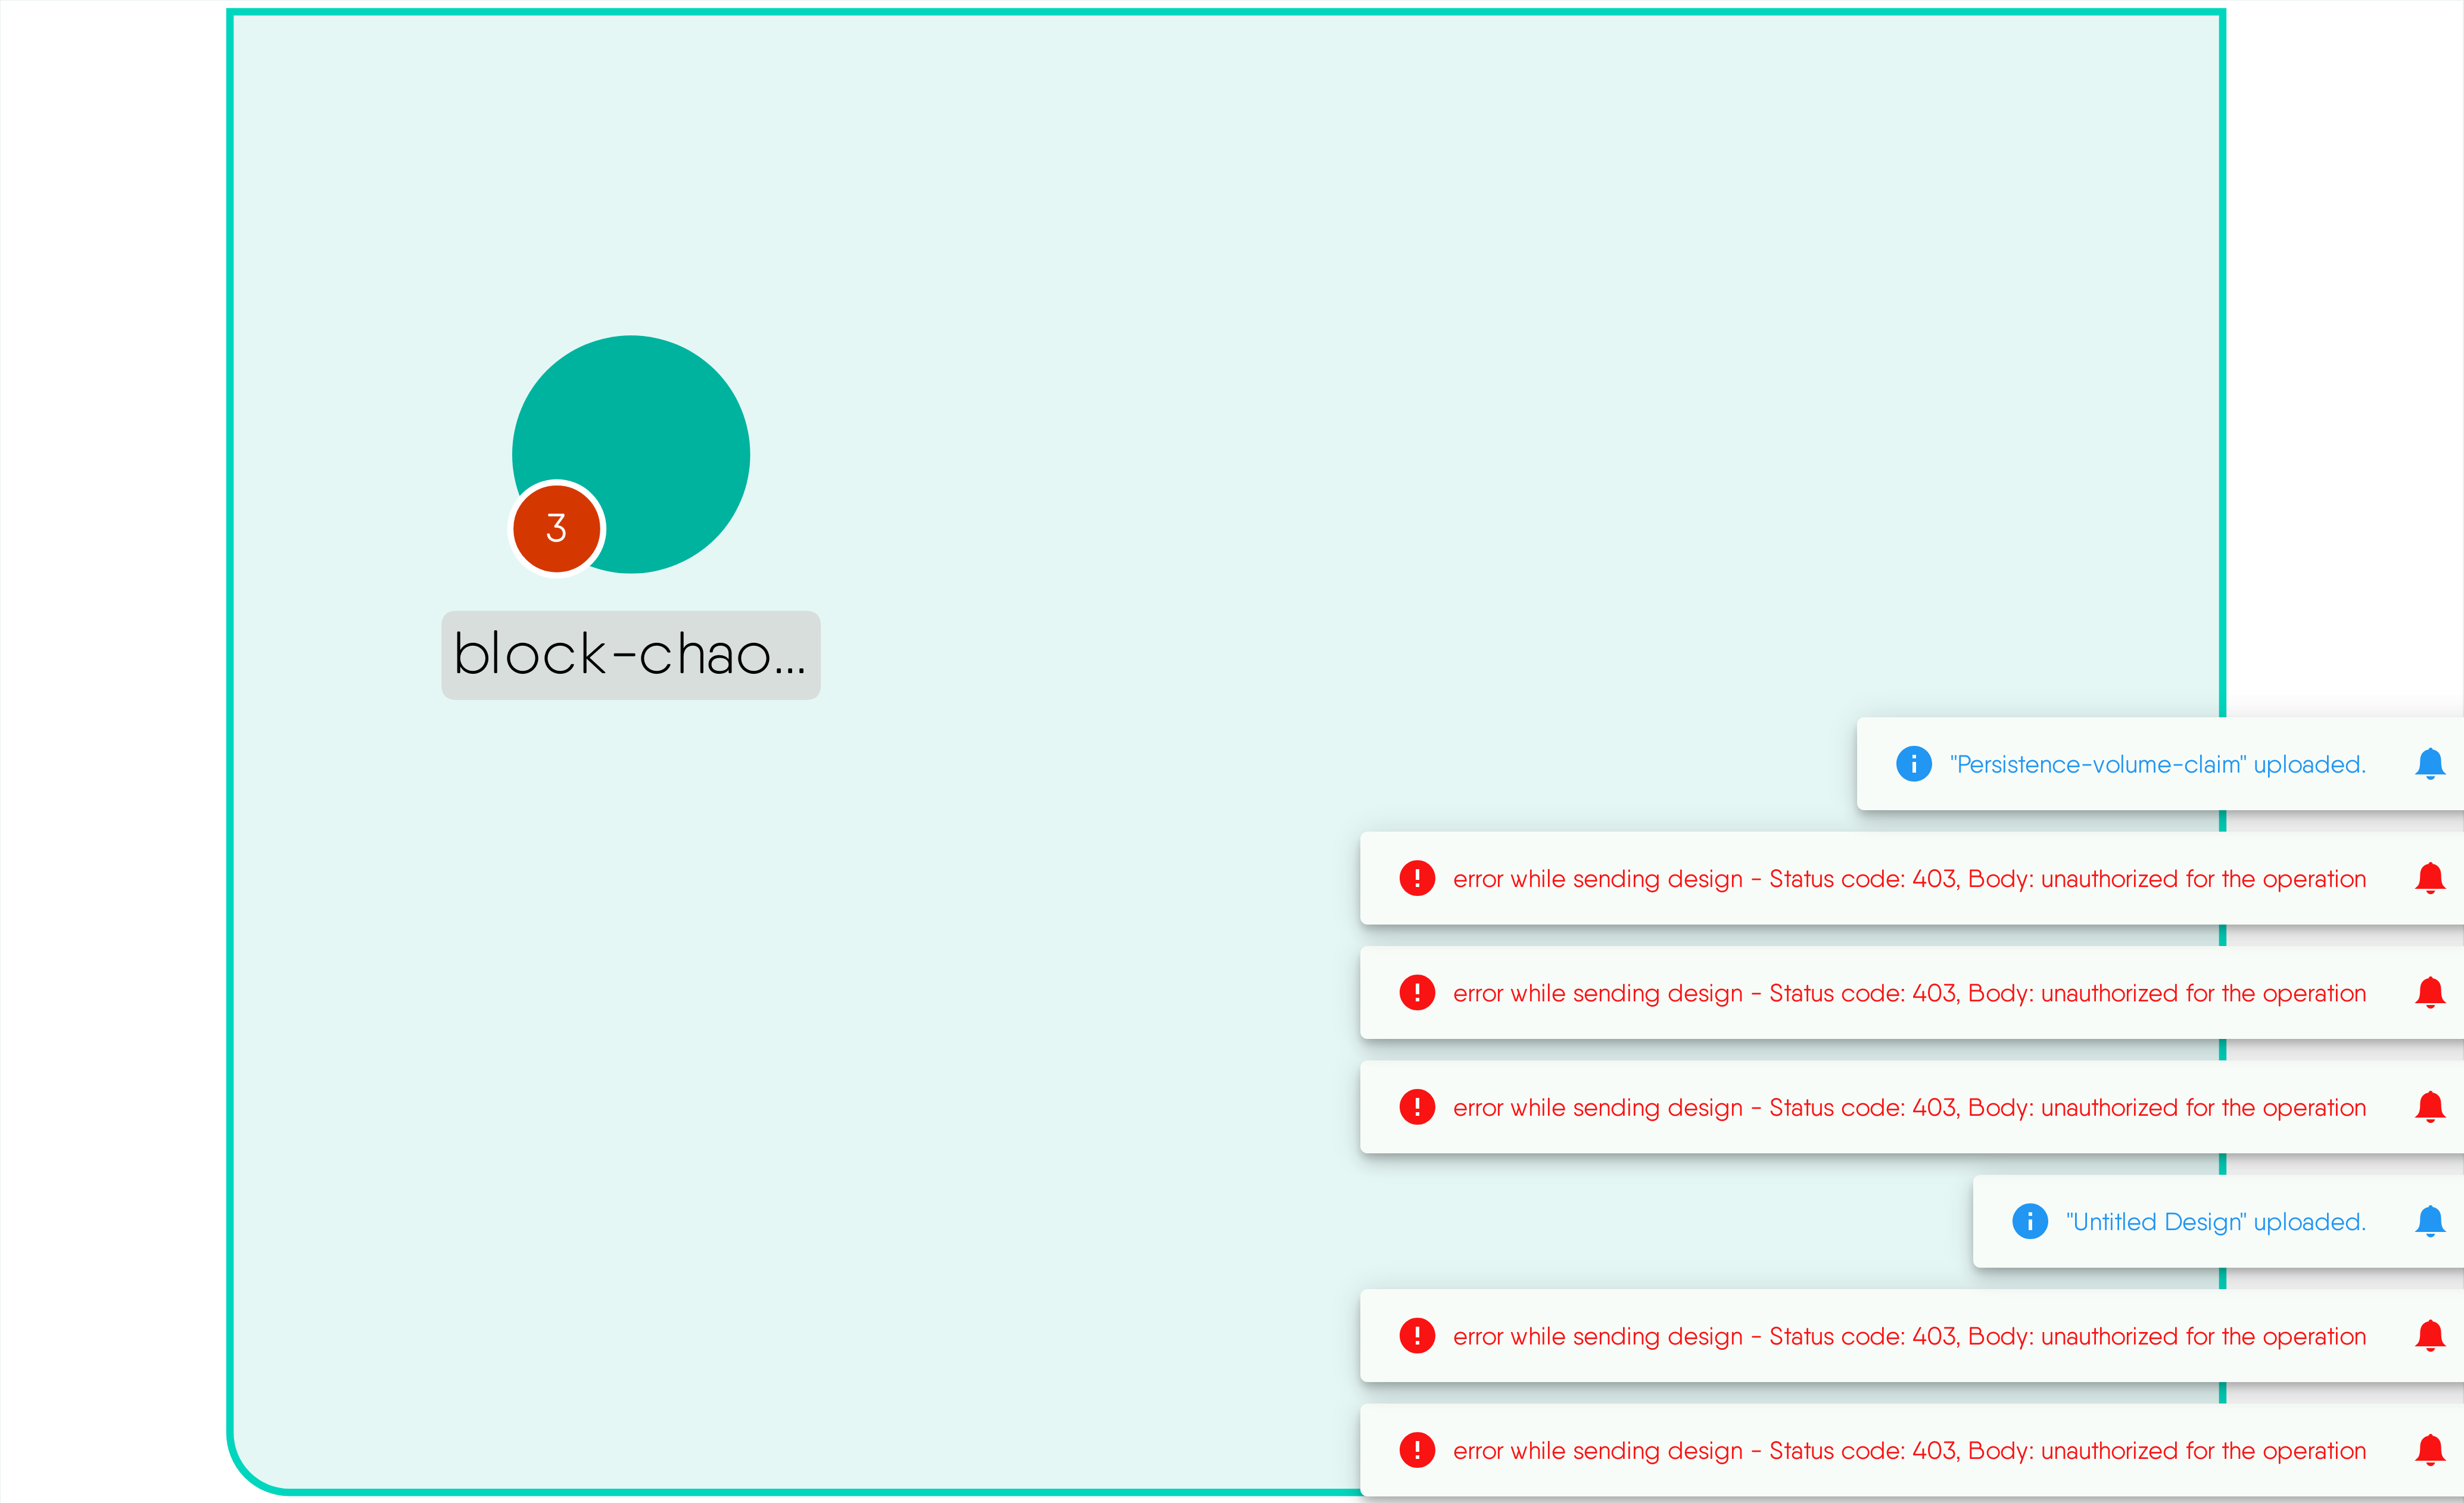 3
block-chao...
"Persistence-volume-claim" uploaded.
error while sending design - Status code: 403, Body: unauthorized for the operation
error while sending design - Status code: 403, Body: unauthorized for the operation
error while sending design - Status code: 403, Body: unauthorized for the operation
"Untitled Design" uploaded.
error while sending design - Status code: 403, Body: unauthorized for the operation
error while sending design - Status code: 403, Body: unauthorized for the operation